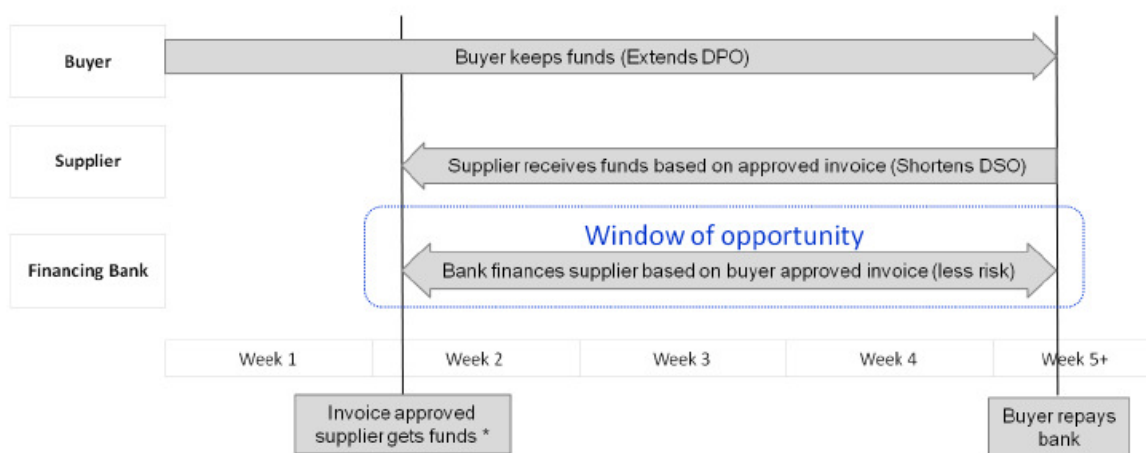 Buyer
Buyer keeps funds (Extends DPO)
Supplier
Supplier receives funds based on approved invoice (Shortens DSO)
Window of opportunity
Financing Bank
Bank finances supplier based on buyer approved invoice (less risk)
Week 1
Week 2
Week 3
Week 4
Week 5+
Invoice approved
supplier gets funds *
Buyer repays
bank